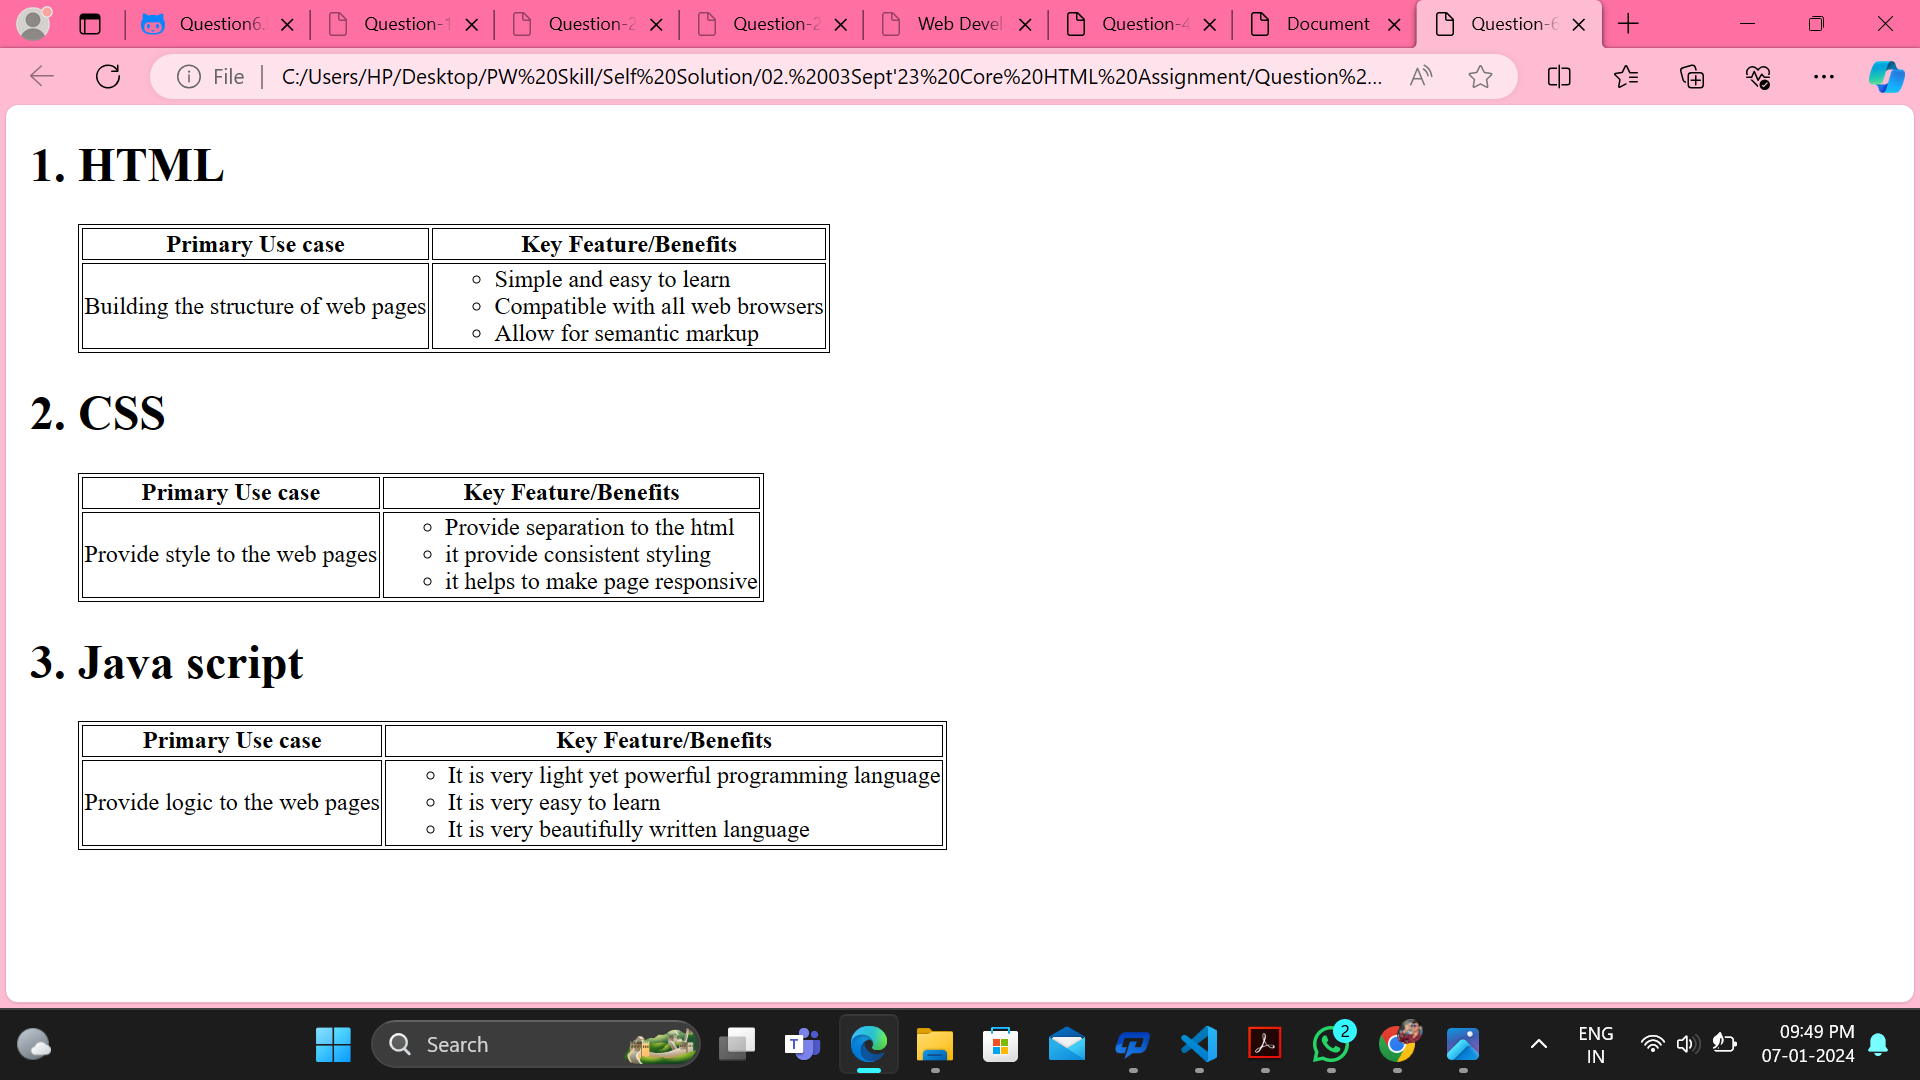 Question6.
Question-1
Question-2
Question-2
Web Devel
Question-4
Document
Question-6
File
C:/Users/HP/Desktop/PW%20Skill/Self%20Solution/02.%2003Sept'23%20Core%20HTML%20Assignment/Question%2...
1. HTML
Primary Use case Key Feature/Benefits
Building the structure of web pages
Simple and easy to learn
Compatible with all web browsers
Allow for semantic markup
2. CSS
Primary Use case Key Feature/Benefits
Provide style to the web pages
Provide separation to the html
it provide consistent styling
it helps to make page responsive
3. Java script
Primary Use case Key Feature/Benefits
Provide logic to the web pages
It is very light yet powerful programming language
It is very easy to learn
It is very beautifully written language
Search
T
2
ENG
IN
09:49 PM
07-01-2024